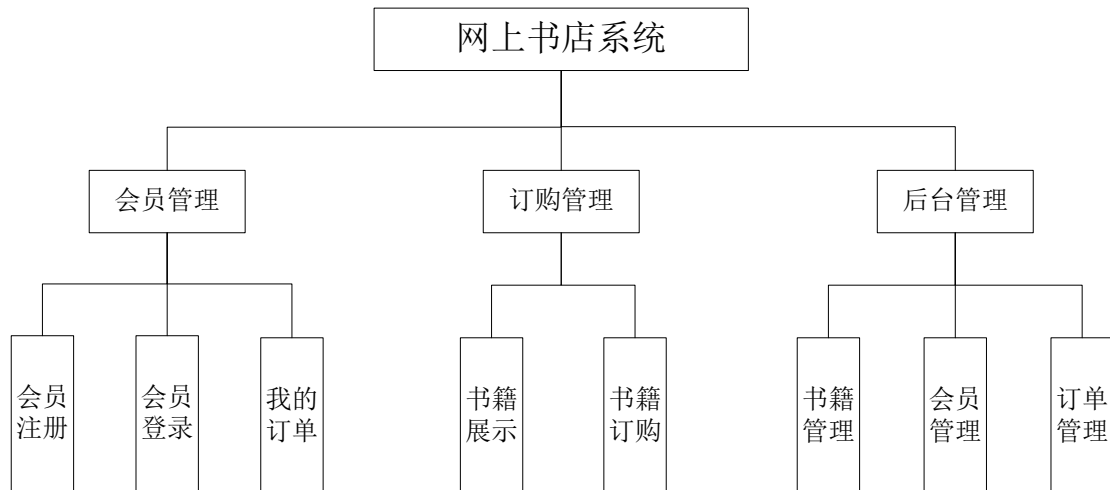 网上书店系统
会员管理
订购管理
后台管理
会员
注册
会员
登录
我的
订单
书籍
展示
书籍
订购
书籍
管理
会员
管理
订单
管理